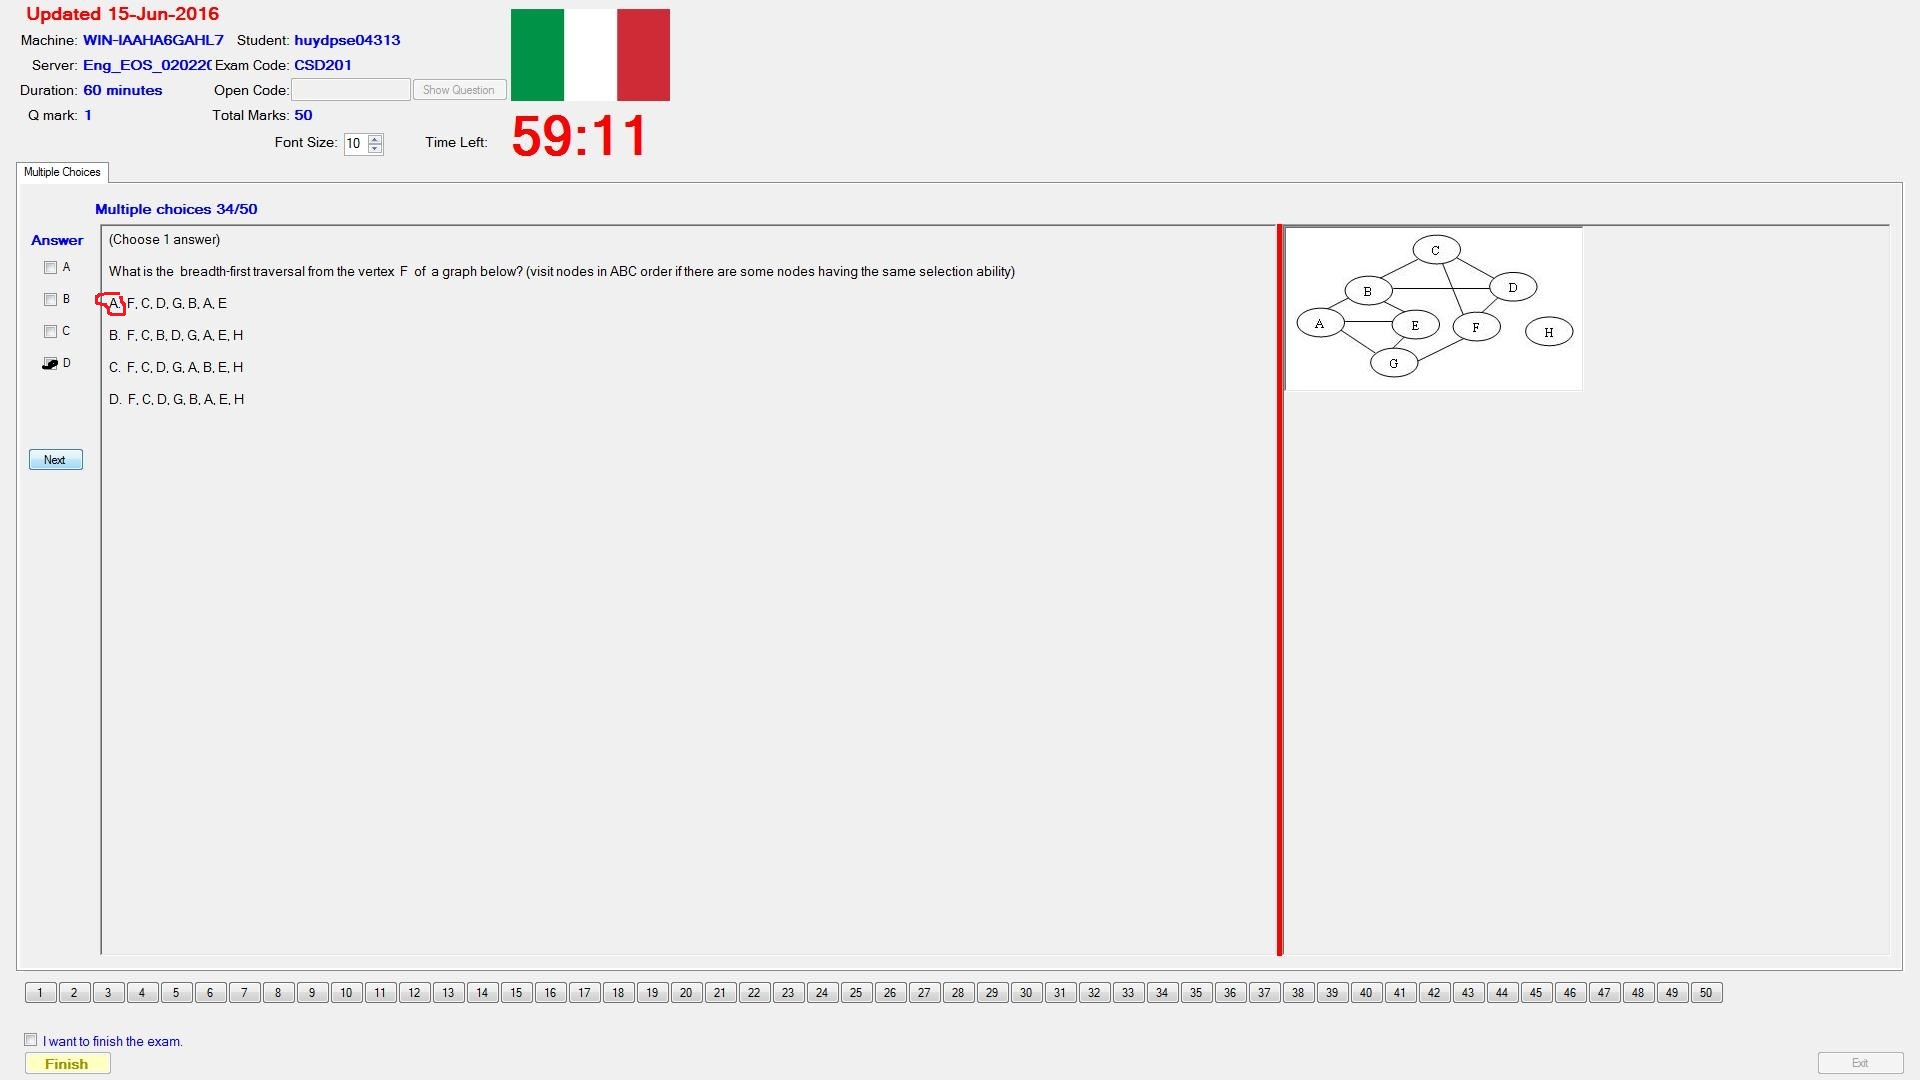 Updated 15-Jun-2016
Machine: WIN-IAAHA6GAHL7 Student: huydpse04313
Server: Eng_EOS_020220 Exam Code: CSD201
Duration: 60 minutes Open Code: Show Question
Q mark: 1 Total Marks: 50
Font Size: 10 Time Left: 59:11
Multiple Choices
Multiple choices 34/50
Answer
A
B
C
D
Next
(Choose 1 answer)
What is the breadth-first traversal from the vertex F of a graph below? (visit nodes in ABC order if there are some nodes having the same selection ability)
A. F, C, D, G, B, A, E
B. F, C, B, D, G, A, E, H
C. F, C, D, G, A, B, E, H
D. F, C, D, G, B, A, E, H
C
B D
A E F H
G
1 2 3 4 5 6 7 8 9 10 11 12 13 14 15 16 17 18 19 20 21 22 23 24 25 26 27 28 29 30 31 32 33 34 35 36 37 38 39 40 41 42 43 44 45 46 47 48 49 50
I want to finish the exam.
Finish Exit